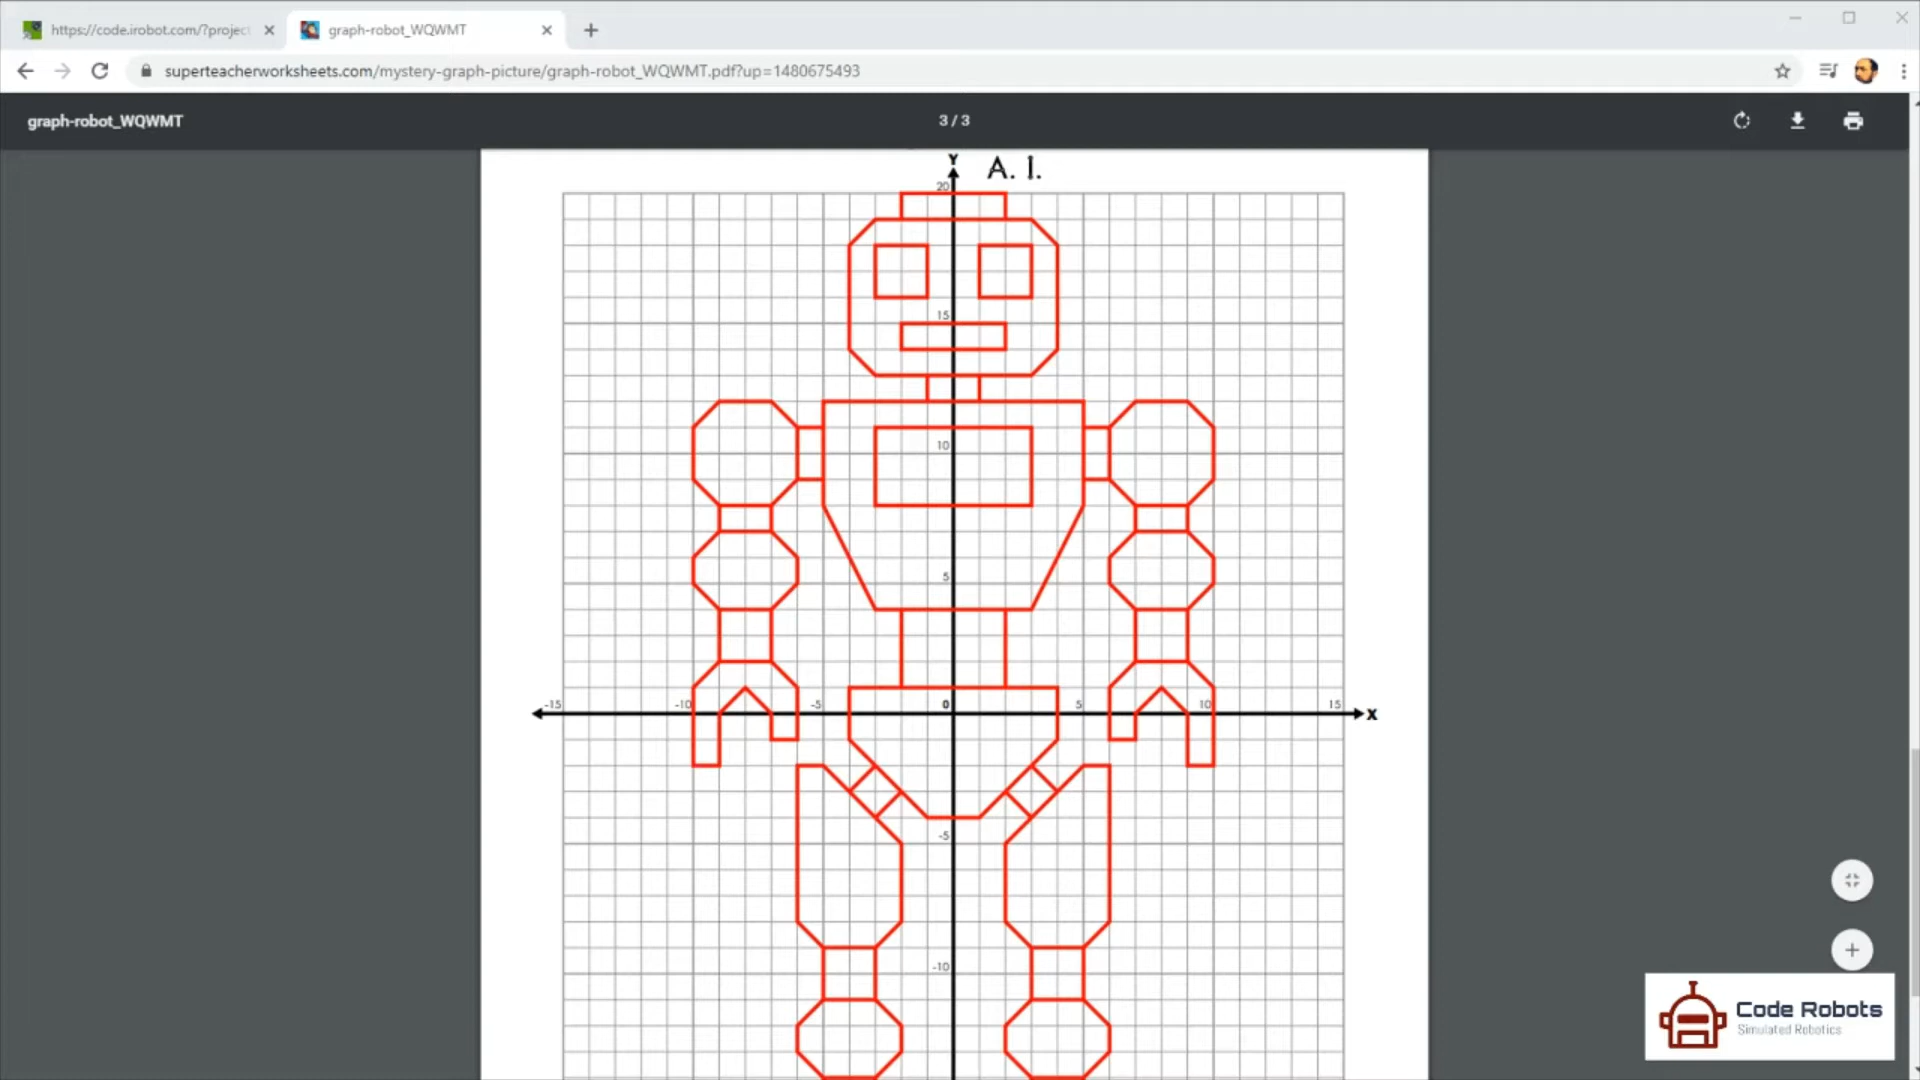 https://code.irobot.com/?project
graph-robot_WQWMT
superteacherworksheets.com/mystery-graph-picture/graph-robot_WQWMT.pdf?up=1480675493
graph-robot_WQWMT
3 / 3
Y
A. I.
20
15
10
5
-15
-10
-5
0
5
10
15
X
-5
-10
Code Robots
Simulated Robotics